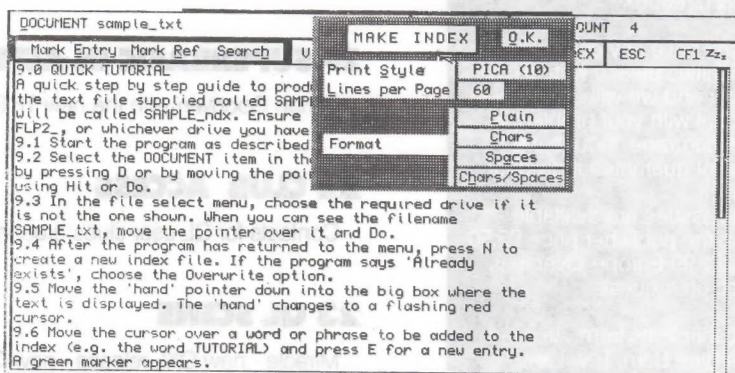 DOCUMENT sample_txt
OUNT 4
MAKE INDEX O.K.
Mark Entry Mark Ref Search
EX ESC CF1 Zzz
Print Style PICA (10)
Lines per Page 60
Format
Plain
Chars
Spaces
Chars/Spaces
9.0 QUICK TUTORIAL
A quick step by step guide to prod
the text file supplied called SAMP
will be called SAMPLE_ndx. Ensure
FLP2_, or whichever drive you have
9.1 Start the program as described
9.2 Select the DOCUMENT item in th
by pressing D or by moving the poi
using Hit or Do.
9.3 In the file select menu, choose the required drive if it
is not the one shown. When you can see the filename
SAMPLE_txt, move the pointer over it and Do.
9.4 After the program has returned to the menu, press N to
create a new index file. If the program says 'Already
exists', choose the Overwrite option.
9.5 Move the 'hand' pointer down into the big box where the
text is displayed. The 'hand' changes to a flashing red
cursor.
9.6 Move the cursor over a word or phrase to be added to the
index (e.g. the word TUTORIAL) and press E for a new entry.
A green marker appears.